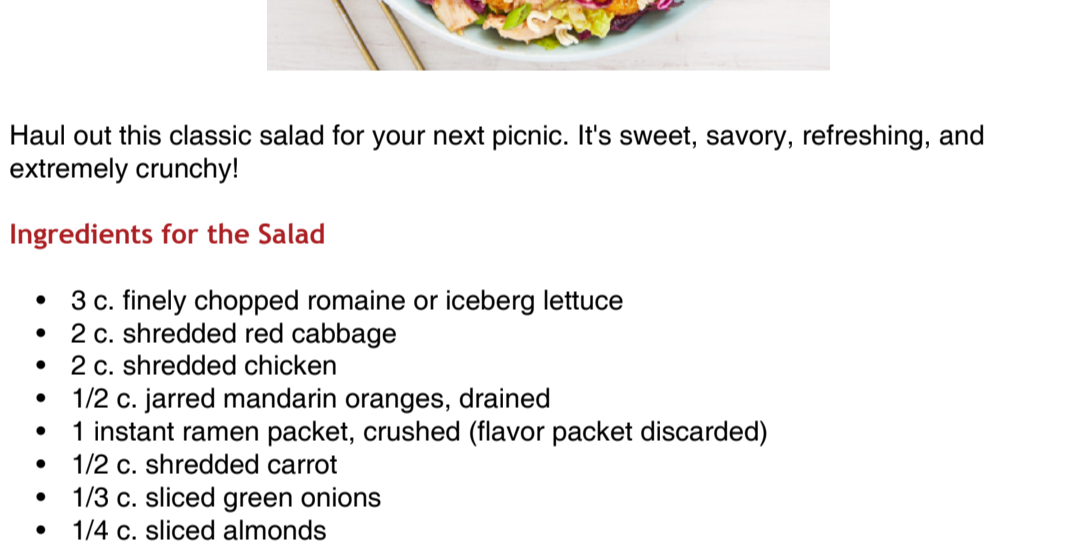 Haul out this classic salad for your next picnic. It's sweet, savory, refreshing, and
extremely crunchy!
Ingredients for the Salad
• 3 c. finely chopped romaine or iceberg lettuce
• 2 c. shredded red cabbage
• 2 c. shredded chicken
• 1/2 c. jarred mandarin oranges, drained
• 1 instant ramen packet, crushed (flavor packet discarded)
• 1/2 c. shredded carrot
• 1/3 c. sliced green onions
• 1/4 c. sliced almonds